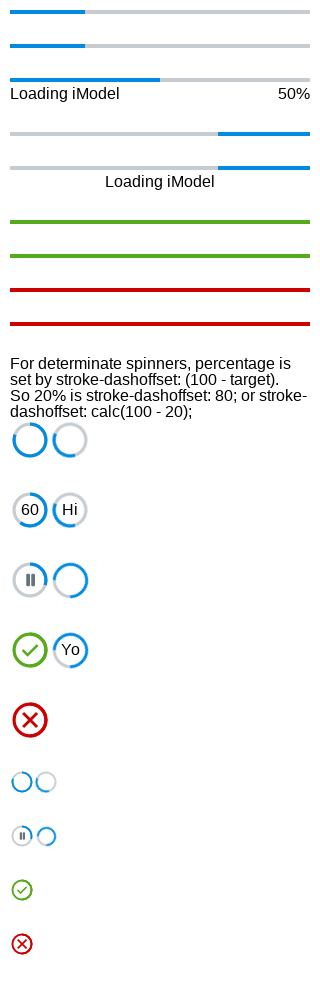 Loading iModel 50%
Loading iModel
For determinate spinners, percentage is
set by stroke-dashoffset: (100 - target).
So 20% is stroke-dashoffset: 80; or stroke-
dashoffset: calc(100 - 20);
60 Hi
Yo